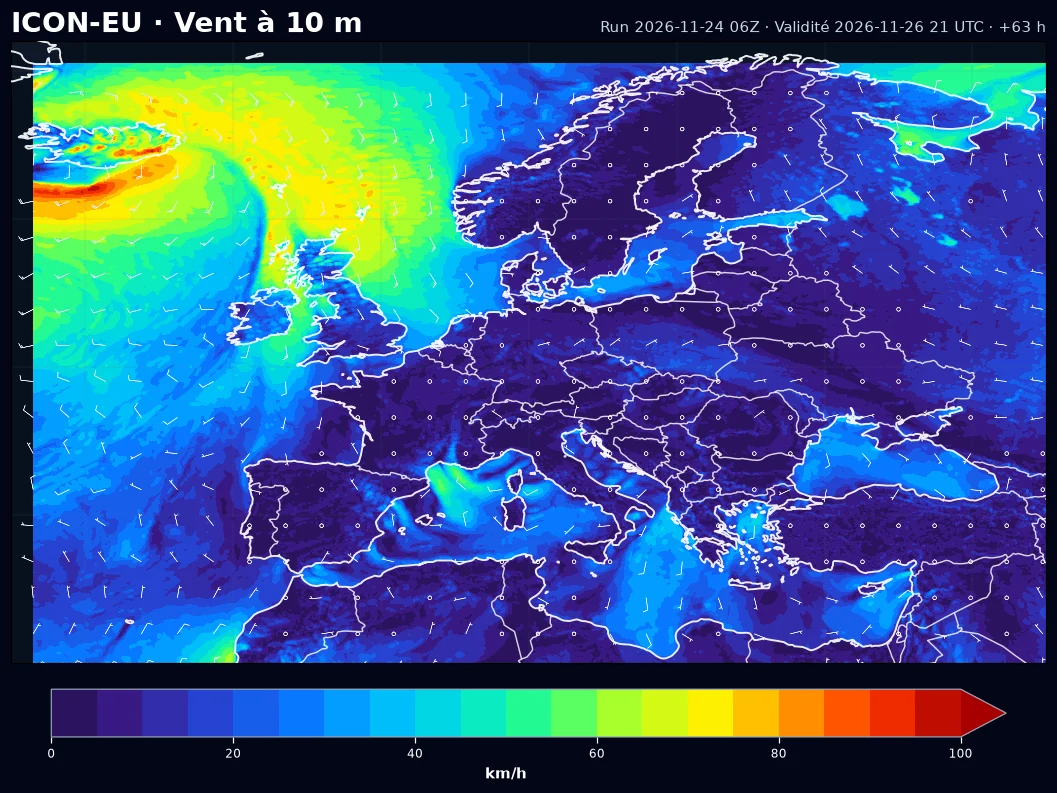 ICON-EU · Vent à 10 m
Run 2026-11-24 06Z · Validité 2026-11-26 21 UTC · +63 h
0 20 40 60 80 100
km/h